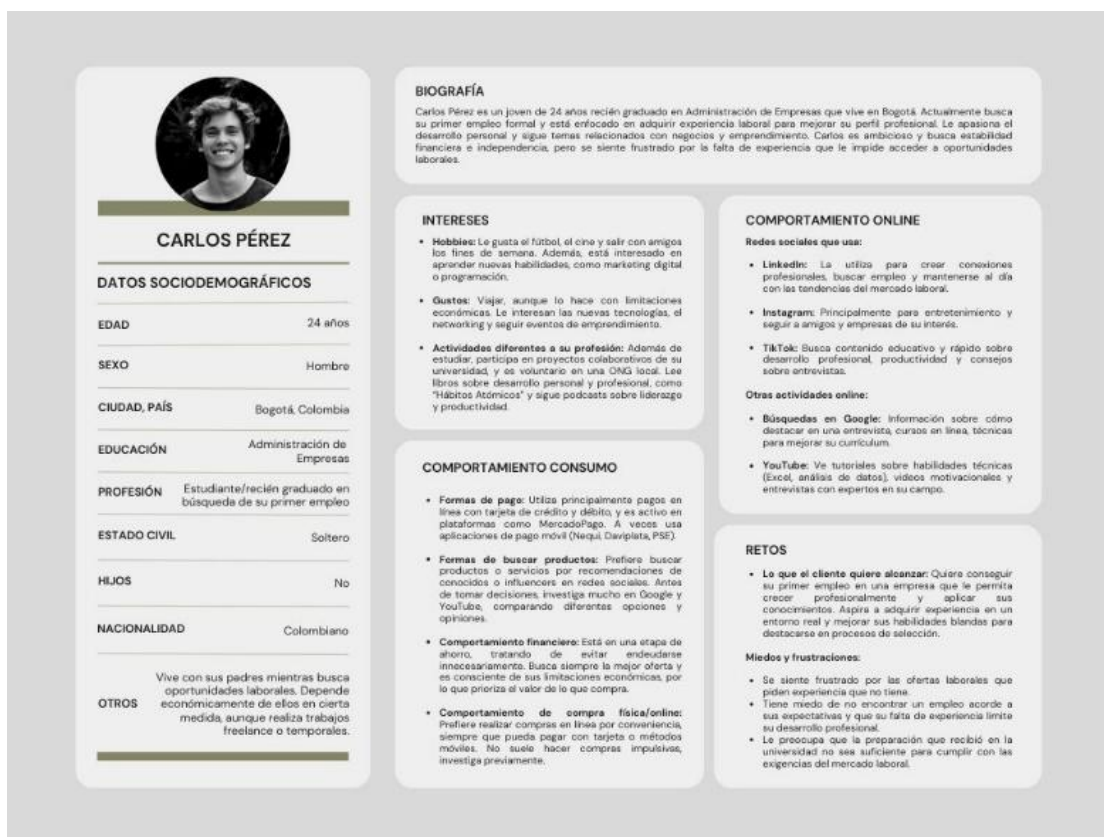 CARLOS PÉREZ
DATOS SOCIODEMOGRÁFICOS
EDAD
24 años
SEXO
Hombre
CIUDAD, PAÍS
Bogotá, Colombia
EDUCACIÓN
Administración de
Empresas
PROFESIÓN
Estudiante/recién graduado en
búsqueda de su primer empleo
ESTADO CIVIL
Soltero
HIJOS
No
NACIONALIDAD
Colombiano
OTROS
Vive con sus padres mientras busca
oportunidades laborales. Depende
económicamente de ellos en cierta
medida, aunque realiza trabajos
freelance o temporales.
BIOGRAFÍA
Carlos Pérez es un joven de 24 años recién graduado en Administración de Empresas que vive en Bogotá. Actualmente busca
su primer empleo formal y está enfocado en adquirir experiencia laboral para mejorar su perfil profesional. Le apasiona el
desarrollo personal y sigue temas relacionados con negocios y emprendimiento. Carlos es ambicioso y busca estabilidad
financiera e independencia, pero se siente frustrado por la falta de experiencia que le impide acceder a oportunidades
laborales.
INTERESES
• Hobbies: Le gusta el fútbol, el cine y salir con amigos
los fines de semana. Además, está interesado en
aprender nuevas habilidades, como marketing digital
o programación.
• Gustos: Viajar, aunque lo hace con limitaciones
económicas. Le interesan las nuevas tecnologías, el
networking y seguir eventos de emprendimiento.
• Actividades diferentes a su profesión: Además de
estudiar, participa en proyectos colaborativos de su
universidad, y es voluntario en una ONG local. Lee
libros sobre desarrollo personal y profesional, como
"Hábitos Atómicos" y sigue podcasts sobre liderazgo
y productividad.
COMPORTAMIENTO CONSUMO
• Formas de pago: Utiliza principalmente pagos en
línea con tarjeta de crédito y débito, y es activo en
plataformas como MercadoPago. A veces usa
aplicaciones de pago móvil (Nequi, Daviplata, PSE).
• Formas de buscar productos: Prefiere buscar
productos o servicios por recomendaciones de
conocidos o influencers en redes sociales. Antes
de tomar decisiones, investiga mucho en Google y
YouTube, comparando diferentes opciones y
opiniones.
• Comportamiento financiero: Está en una etapa de
ahorro, tratando de evitar endeudarse
innecesariamente. Busca siempre la mejor oferta y
es consciente de sus limitaciones económicas, por
lo que prioriza el valor de lo que compra.
• Comportamiento de compra física/online:
Prefiere realizar compras en línea por conveniencia,
siempre que pueda pagar con tarjeta o métodos
móviles. No suele hacer compras impulsivas,
investiga previamente.
COMPORTAMIENTO ONLINE
Redes sociales que usa:
• LinkedIn: La utiliza para crear conexiones
profesionales, buscar empleo y mantenerse al día
con las tendencias del mercado laboral.
• Instagram: Principalmente para entretenimiento y
seguir a amigos y empresas de su interés.
• TikTok: Busca contenido educativo y rápido sobre
desarrollo profesional, productividad y consejos
sobre entrevistas.
Otras actividades online:
• Búsquedas en Google: Información sobre cómo
destacar en una entrevista, cursos en línea, técnicas
para mejorar su currículum.
• YouTube: Ve tutoriales sobre habilidades técnicas
(Excel, análisis de datos), videos motivacionales y
entrevistas con expertos en su campo.
RETOS
• Lo que el cliente quiere alcanzar: Quiere conseguir
su primer empleo en una empresa que le permita
crecer profesionalmente y aplicar sus
conocimientos. Aspira a adquirir experiencia en un
entorno real y mejorar sus habilidades blandas para
destacarse en procesos de selección.
Miedos y frustraciones:
• Se siente frustrado por las ofertas laborales que
piden experiencia que no tiene.
• Tiene miedo de no encontrar un empleo acorde a
sus expectativas y que su falta de experiencia limite
su desarrollo profesional.
• Le preocupa que la preparación que recibió en la
universidad no sea suficiente para cumplir con las
exigencias del mercado laboral.